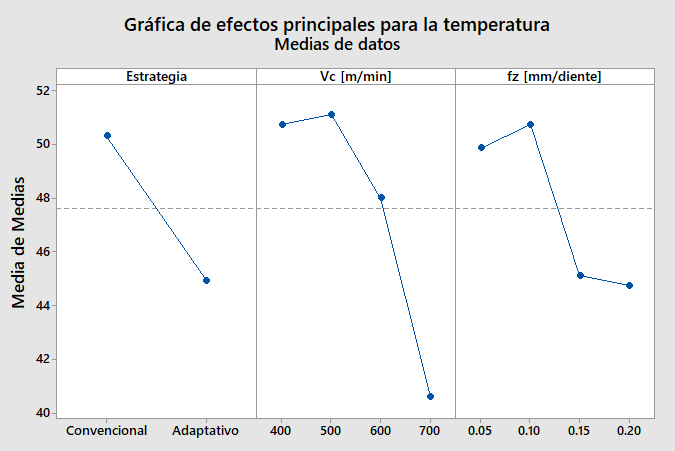 Gráfica de efectos principales para la temperatura
Medias de datos
Estrategia
Vc [m/min]
fz [mm/diente]
Media de Medias
52
50
48
46
44
42
40
Convencional
Adaptativo
400
500
600
700
0.05
0.10
0.15
0.20